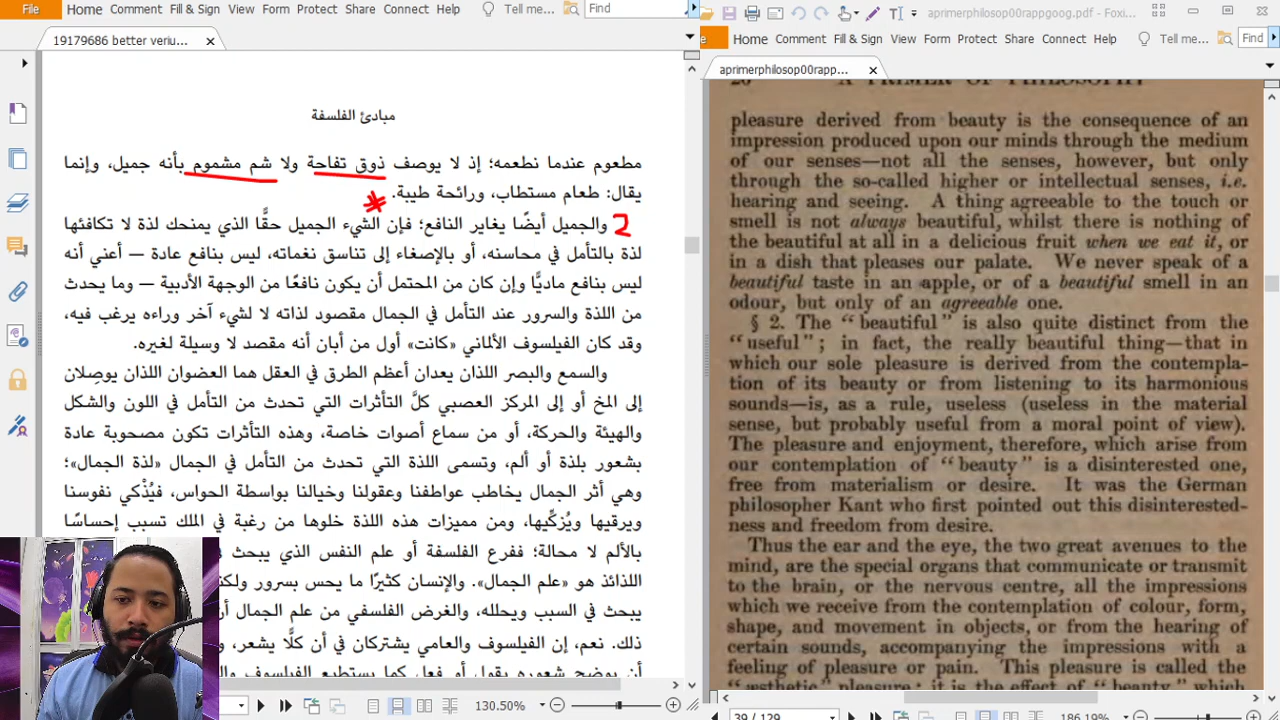 File
Home Comment Fill & Sign View Form Protect Share Connect Help Tell me... Find
19179686 better veriu...
مبادئ الفلسفة
مطعوم عندما نطعمه؛ إذ لا يوصف ذوق تفاحة ولا شم مشموم بأنه جميل، وإنما
يقال: طعام مستطاب، ورائحة طيبة.
2 والجميل أيضًا يغاير النافع؛ فإن الشيء الجميل حقًّا الذي يمنحك لذة لا تكافئها
لذة بالتأمل في محاسنه، أو بالإصغاء إلى تناسق نغماته، ليس بنافع عادة — أعني أنه
ليس بنافع ماديًّا وإن كان من المحتمل أن يكون نافعًا من الوجهة الأدبية — وما يحدث
من اللذة والسرور عند التأمل في الجمال مقصود لذاته لا لشيء آخر وراءه يرغب فيه،
وقد كان الفيلسوف الألماني «كانت» أول من أبان أنه مقصد لا وسيلة لغيره.
والسمع والبصر اللذان يعدان أعظم الطرق في العقل هما العضوان اللذان يوصِلان
إلى المخ أو إلى المركز العصبي كلَّ التأثرات التي تحدث من التأمل في اللون والشكل
والهيئة والحركة، أو من سماع أصوات خاصة، وهذه التأثرات تكون مصحوبة عادة
بشعور بلذة أو ألم، وتسمى اللذة التي تحدث من التأمل في الجمال «لذة الجمال»؛
وهي أثر الجمال يخاطب عواطفنا وعقولنا وخيالنا بواسطة الحواس، فيُذْكي نفوسنا
ويرقيها ويُزكِّيها، ومن مميزات هذه اللذة خلوها من رغبة في الملك تسبب إحساسًا
بالألم لا محالة؛ ففرع الفلسفة أو علم النفس الذي يبحث
اللذائذ هو «علم الجمال». والإنسان كثيرًا ما يحس بسرور ولكن
يبحث في السبب ويحلله، والغرض الفلسفي من علم الجمال
ذلك. نعم، إن الفيلسوف والعامي يشتركان في أن كلًّا يشعر،
أن يوضح شعوره بقول أو فعل كما يستطيع الفيلسوف
130.50%
aprimerphilosop00rappgoog.pdf - Foxi...
Home Comment Fill & Sign View Form Protect Share Connect Help Tell me... Find
aprimerphilosop00rapp...
A PRIMER OF PHILOSOPHY
pleasure derived from beauty is the consequence of an
impression produced upon our minds through the medium
of our senses—not all the senses, however, but only
through the so-called higher or intellectual senses, i.e.
hearing and seeing. A thing agreeable to the touch or
smell is not always beautiful, whilst there is nothing of
the beautiful at all in a delicious fruit when we eat it, or
in a dish that pleases our palate. We never speak of a
beautiful taste in an apple, or of a beautiful smell in an
odour, but only of an agreeable one.
§ 2. The “beautiful” is also quite distinct from the
“useful”; in fact, the really beautiful thing—that in
which our sole pleasure is derived from the contempla-
tion of its beauty or from listening to its harmonious
sounds—is, as a rule, useless (useless in the material
sense, but probably useful from a moral point of view).
The pleasure and enjoyment, therefore, which arise from
our contemplation of “beauty” is a disinterested one,
free from materialism or desire. It was the German
philosopher Kant who first pointed out this disinterested-
ness and freedom from desire.
Thus the ear and the eye, the two great avenues to the
mind, are the special organs that communicate or transmit
to the brain, or the nervous centre, all the impressions
which we receive from the contemplation of colour, form,
shape, and movement in objects, or from the hearing of
certain sounds, accompanying the impressions with a
feeling of pleasure or pain. This pleasure is called the
“æsthetic” pleasure; it is the effect of “beauty” which
39 / 129
186.19%